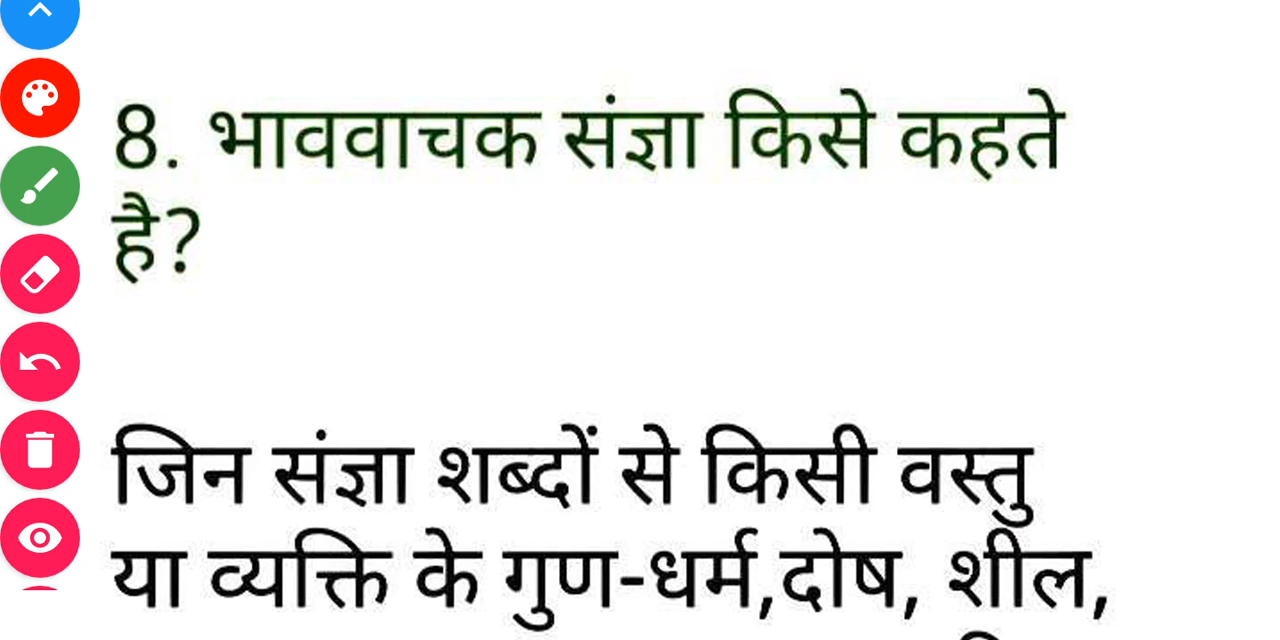 8. भाववाचक संज्ञा किसे कहते
है?
जिन संज्ञा शब्दों से किसी वस्तु
या व्यक्ति के गुण-धर्म,दोष, शील,